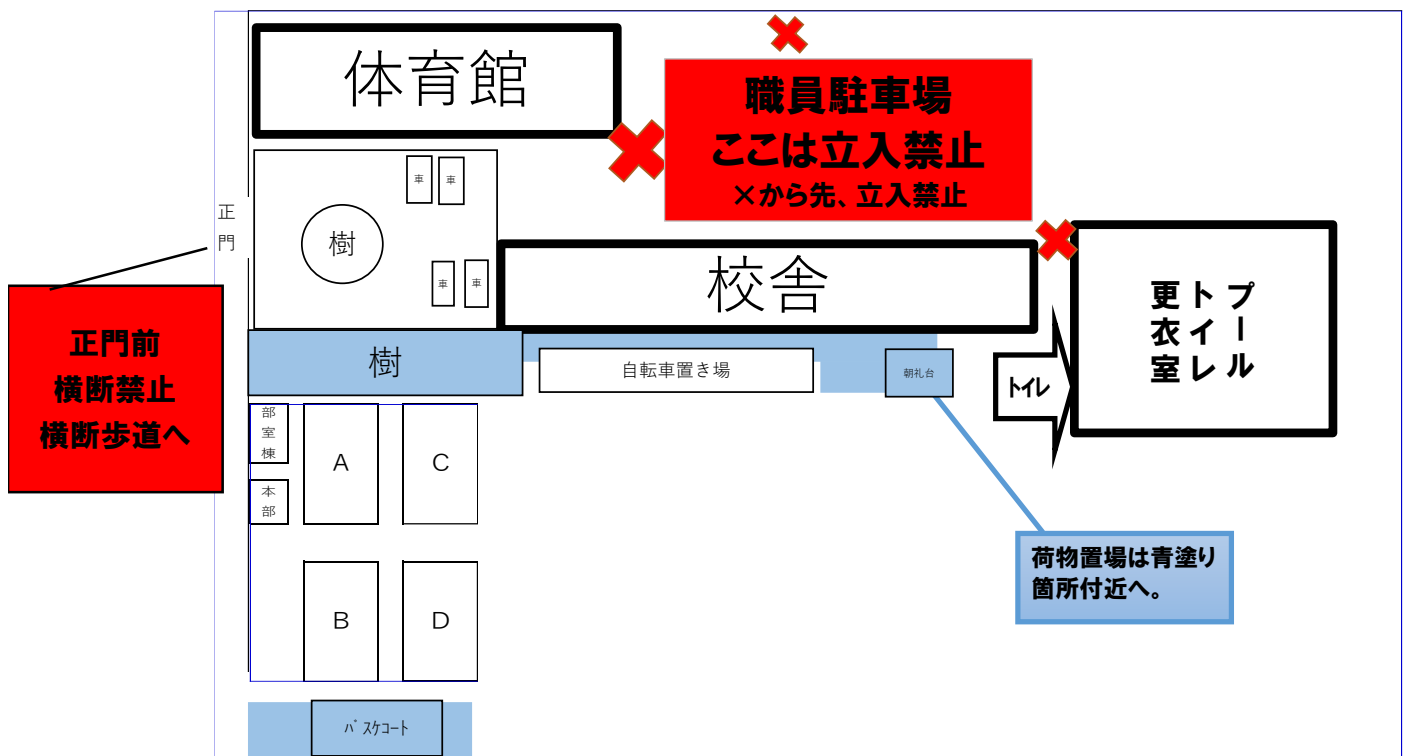 体育館
職員駐車場
ここは立入禁止
×から先、立入禁止
車
車
正門
樹
車
車
校舎
プール
トイレ
更衣室
正門前
横断禁止
横断歩道へ
樹
自転車置き場
朝礼台
トイレ
部室棟
本部
A
C
荷物置場は青塗り
箇所付近へ。
B
D
バスケコート